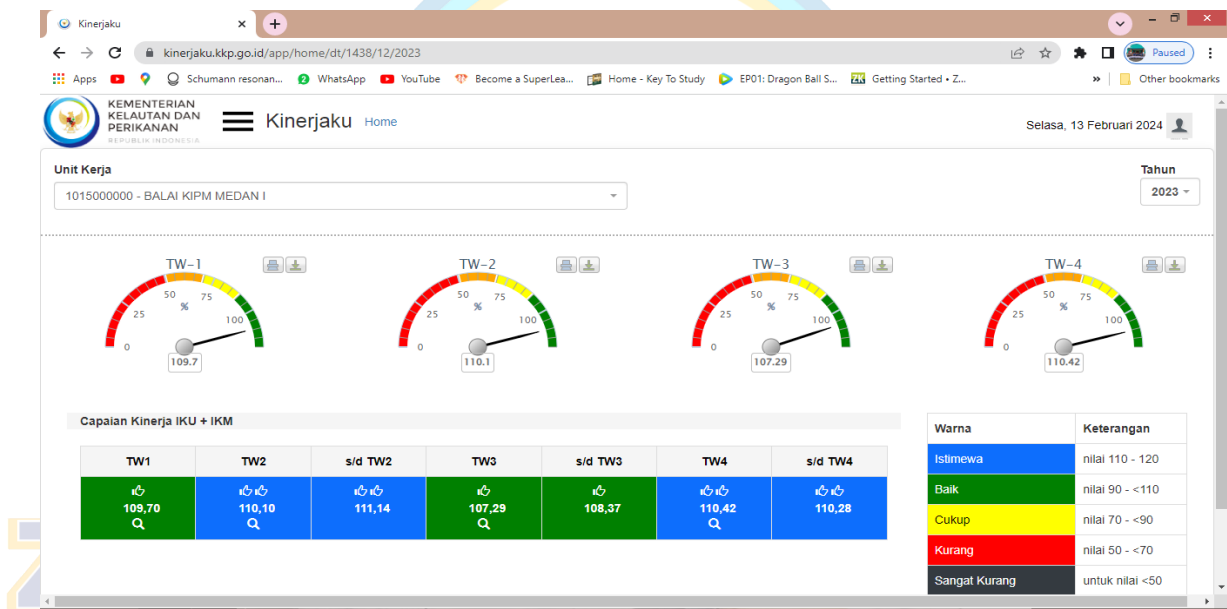 Kinerjaku
kinerjaku.kkp.go.id/app/home/dt/1438/12/2023
Paused
Apps
Schumann resonan...
WhatsApp
YouTube
Become a SuperLea...
Home - Key To Study
EP01: Dragon Ball S...
Getting Started • Z...
»
Other bookmarks
KEMENTERIAN
KELAUTAN DAN
PERIKANAN
REPUBLIK INDONESIA
Kinerjaku Home
Selasa, 13 Februari 2024
Unit Kerja
1015000000 - BALAI KIPM MEDAN I
Tahun
2023
TW-1
0
25
50
75
100
%
109.7
TW-2
0
25
50
75
100
%
110.1
TW-3
0
25
50
75
100
%
107.29
TW-4
0
25
50
75
100
%
110.42
Capaian Kinerja IKU + IKM
TW1 TW2 s/d TW2 TW3 s/d TW3 TW4 s/d TW4
109,70 110,10 111,14 107,29 108,37 110,42 110,28
Warna Keterangan
Istimewa nilai 110 - 120
Baik nilai 90 - <110
Cukup nilai 70 - <90
Kurang nilai 50 - <70
Sangat Kurang untuk nilai <50